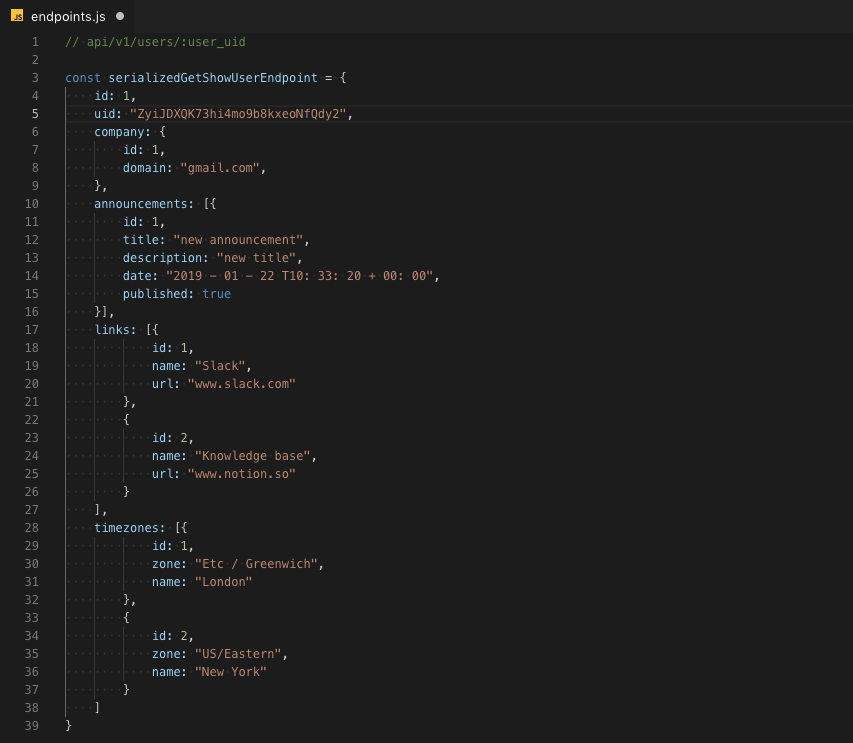 JS endpoints.js
1 // api/v1/users/:user_uid
2
3 const serializedGetShowUserEndpoint = {
4     id: 1,
5     uid: "ZyiJDXQK73hi4mo9b8kxeoNfQdy2",
6     company: {
7         id: 1,
8         domain: "gmail.com",
9     },
10     announcements: [{
11         id: 1,
12         title: "new announcement",
13         description: "new title",
14         date: "2019 - 01 - 22 T10: 33: 20 + 00: 00",
15         published: true
16     }],
17     links: [{
18             id: 1,
19             name: "Slack",
20             url: "www.slack.com"
21         },
22         {
23             id: 2,
24             name: "Knowledge base",
25             url: "www.notion.so"
26         }
27     ],
28     timezones: [{
29             id: 1,
30             zone: "Etc / Greenwich",
31             name: "London"
32         },
33         {
34             id: 2,
35             zone: "US/Eastern",
36             name: "New York"
37         }
38     ]
39 }